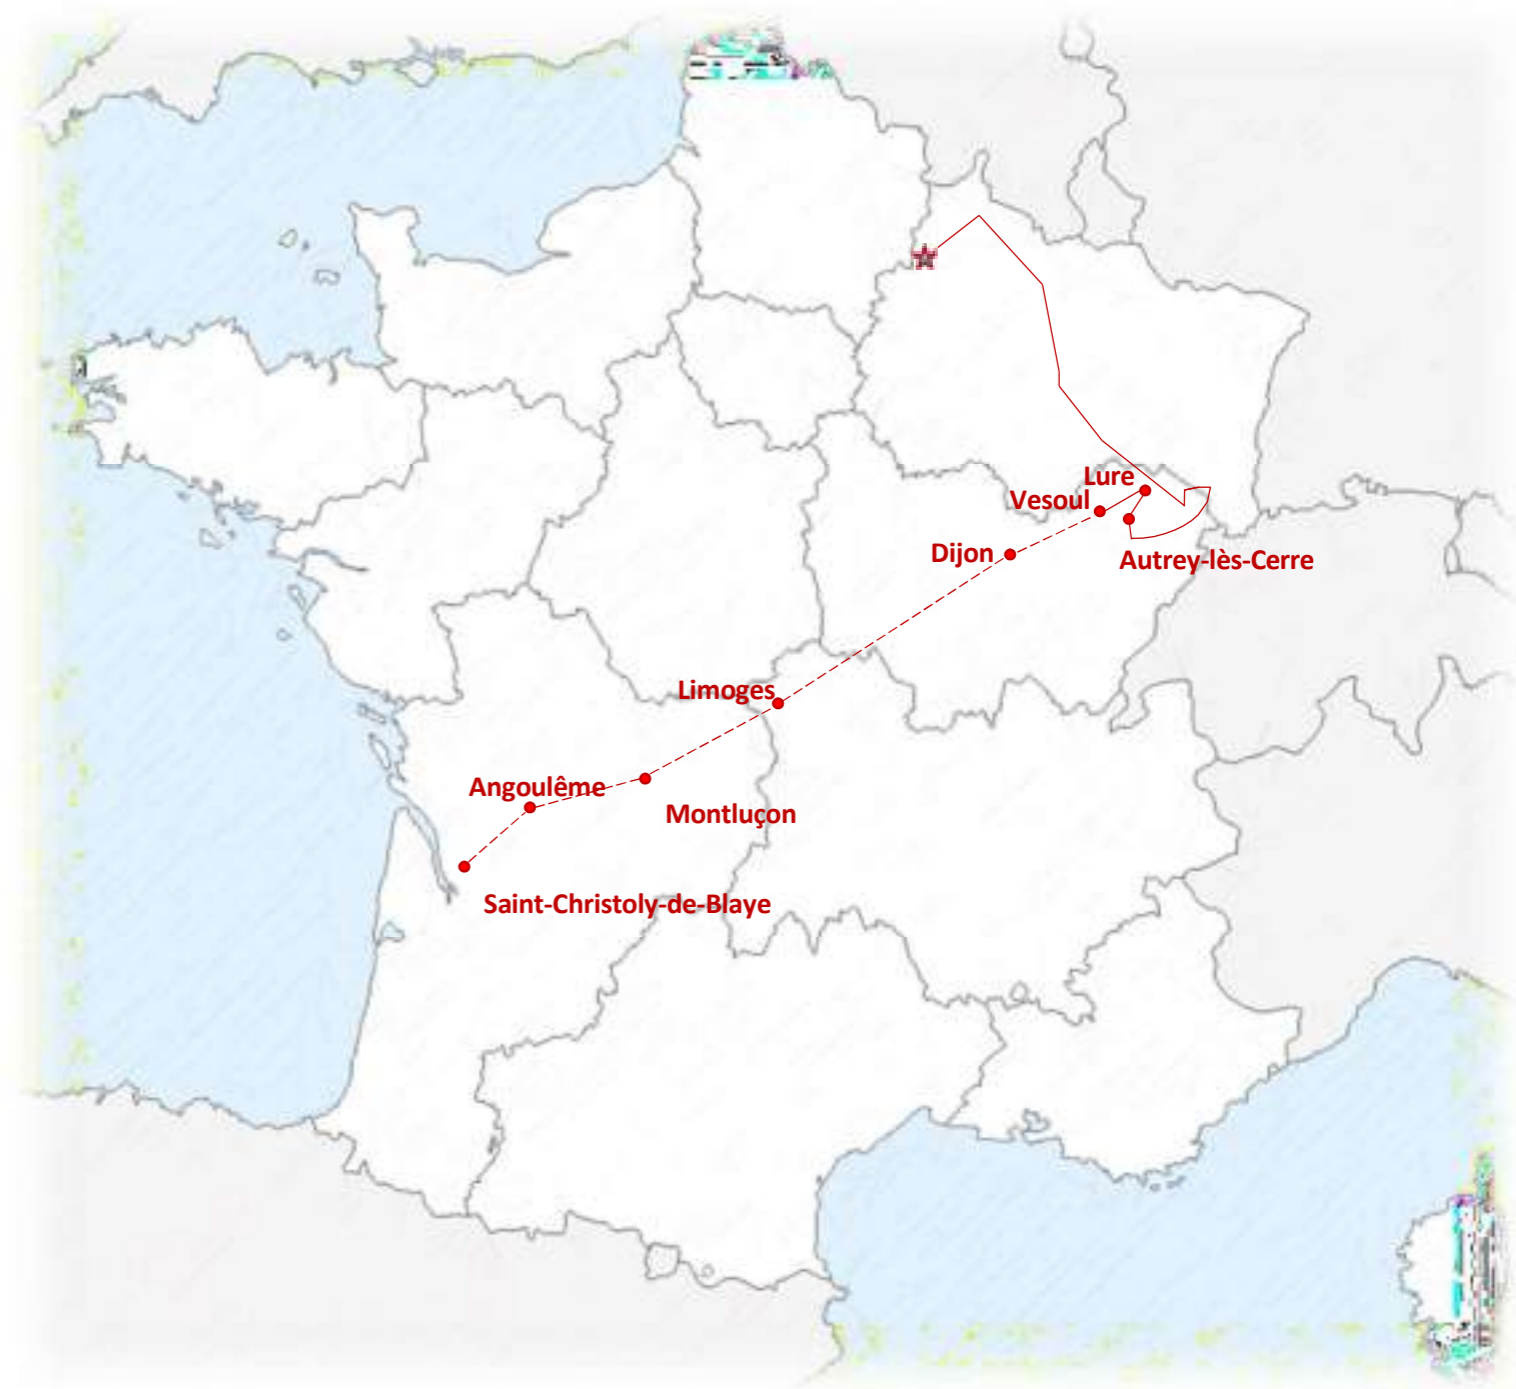 Lure
Vesoul
Dijon
Autrey-lès-Cerre
Limoges
Angoulême
Montluçon
Saint-Christoly-de-Blaye